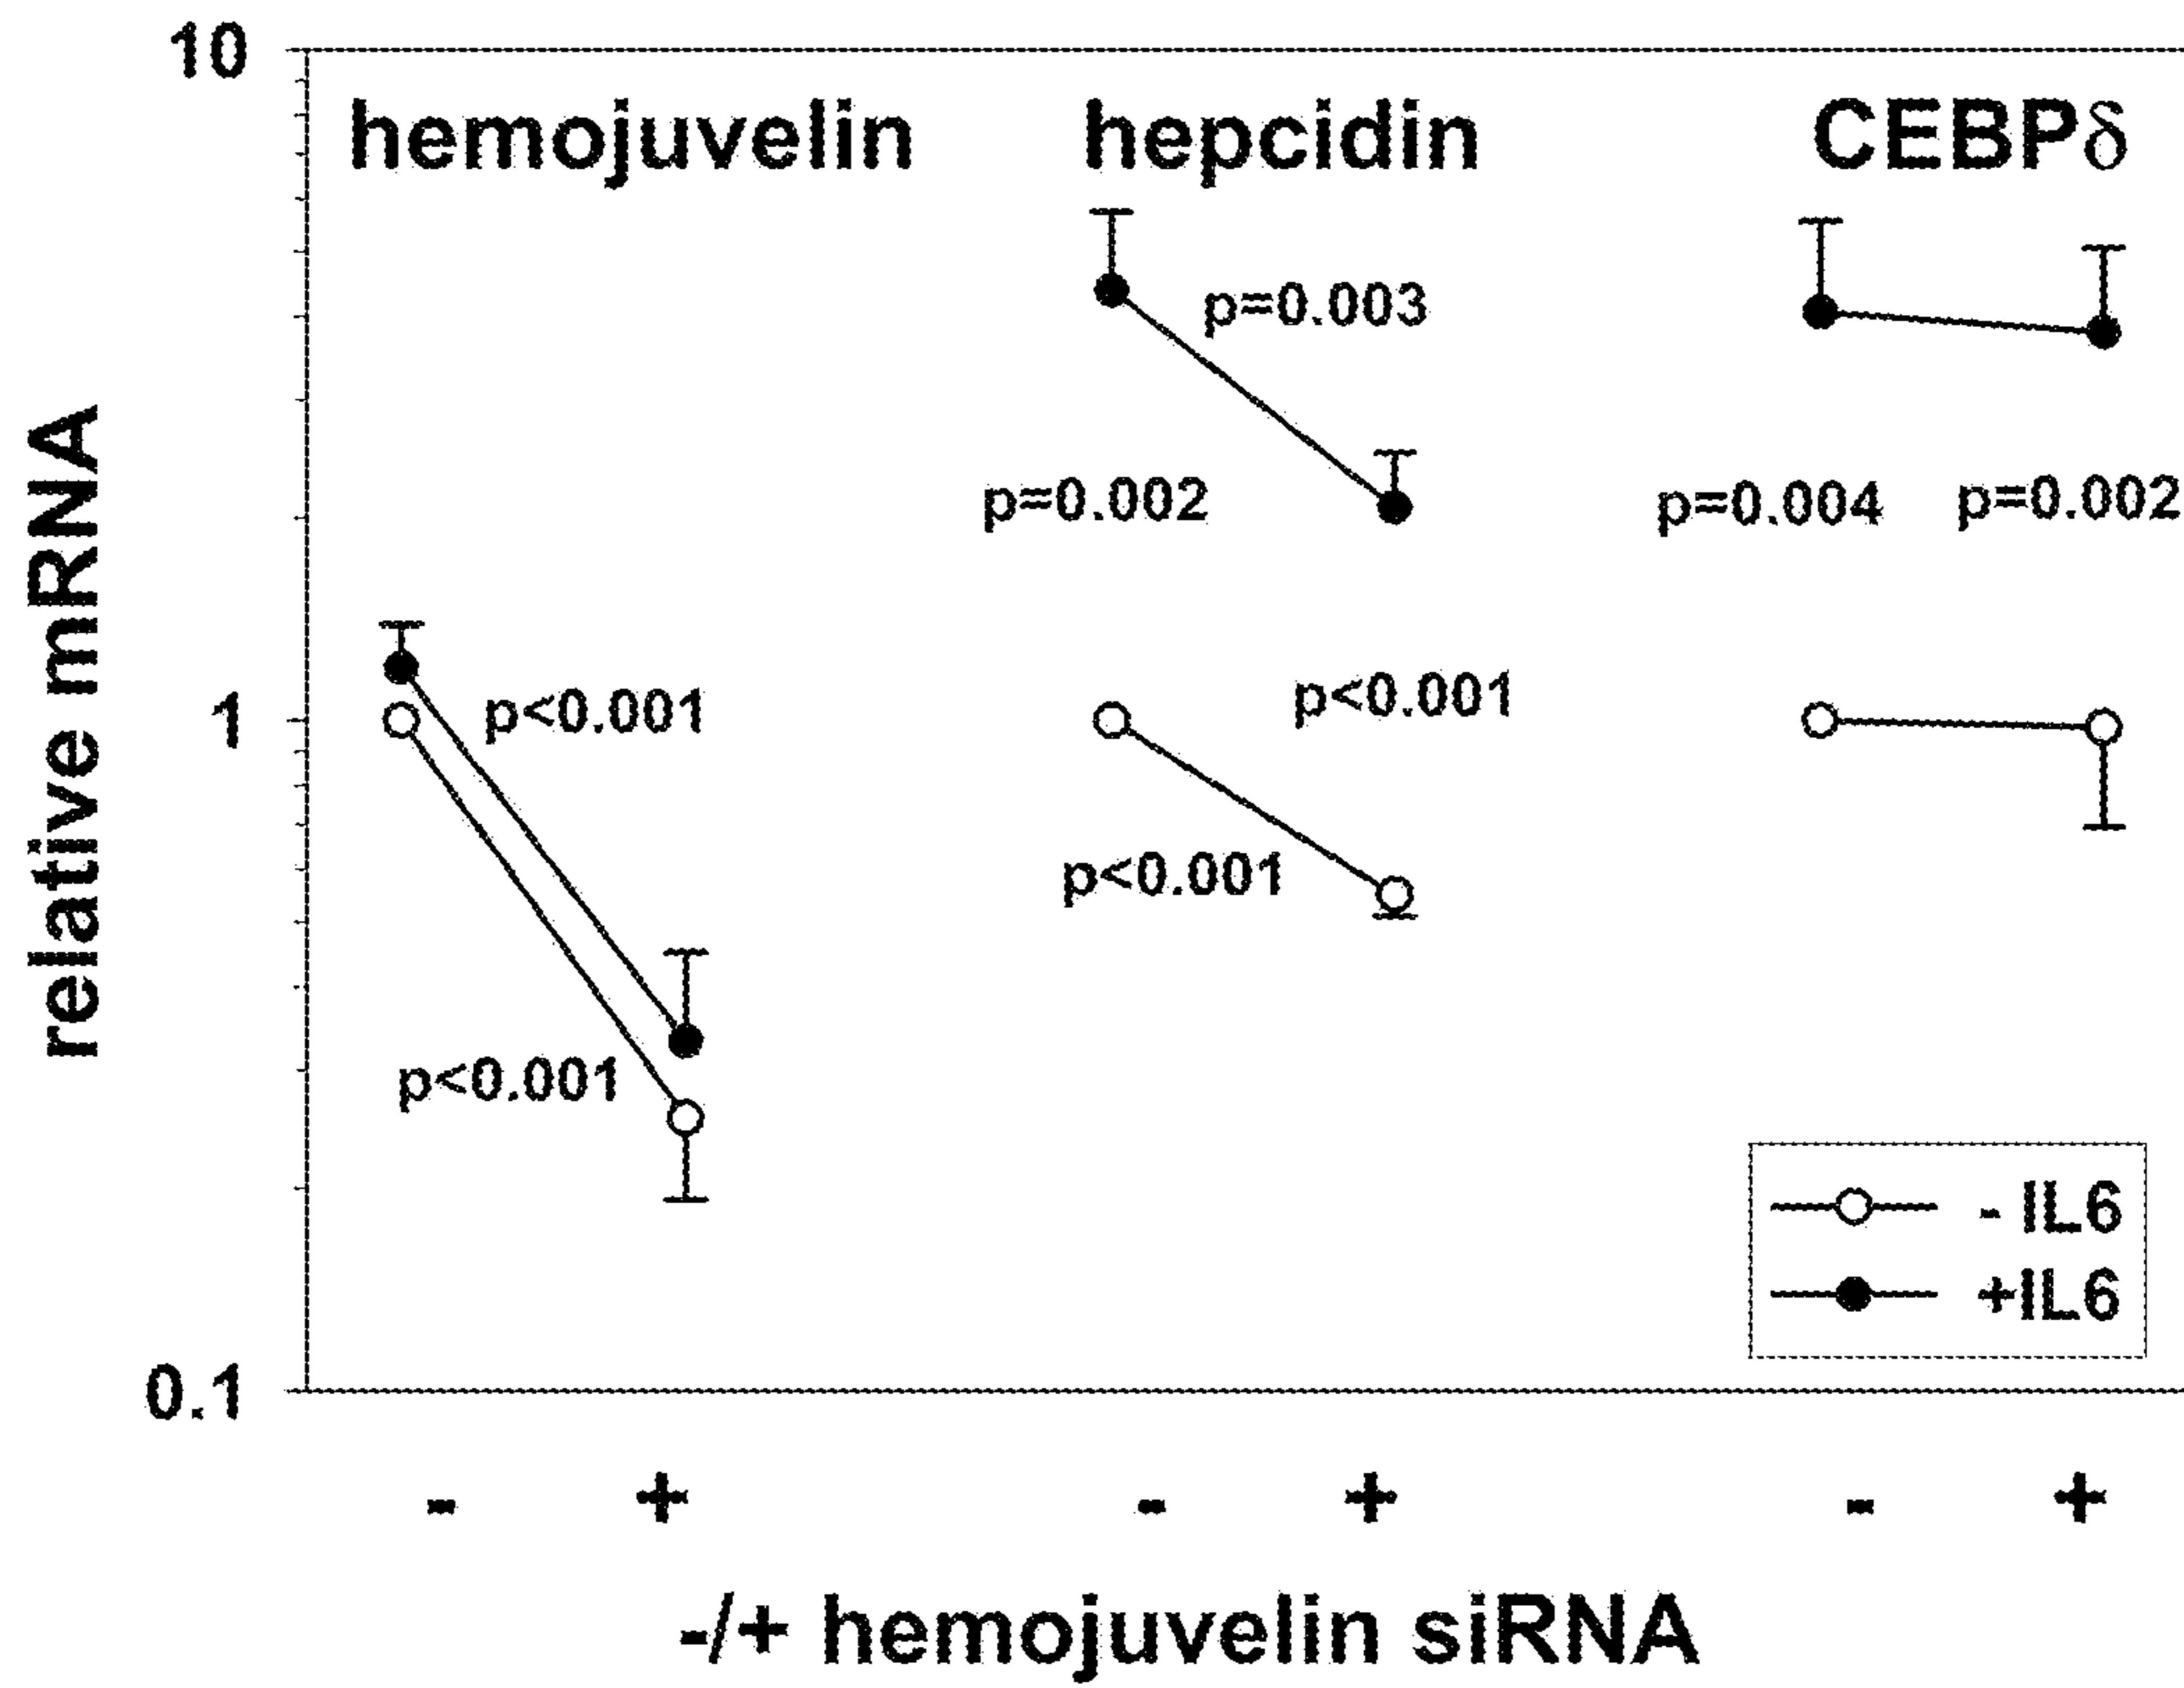 10
hemojuvelin hepcidin CEBPδ
p=0.003
p=0.002 p=0.004 p=0.002
relative mRNA
1
p<0.001 p<0.001
p<0.001
p<0.001
- IL6
+IL6
0.1
- + - + - +
-/+ hemojuvelin siRNA